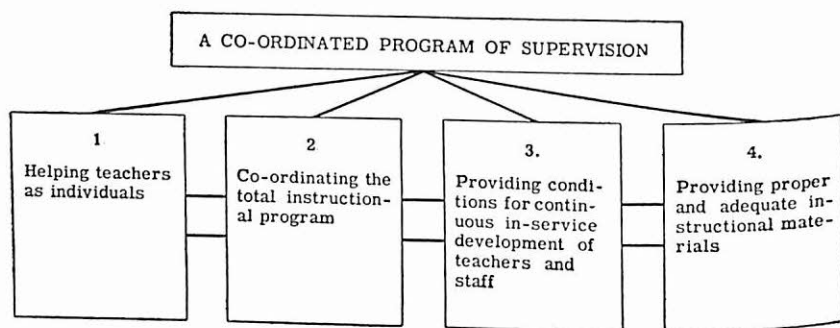 A CO-ORDINATED PROGRAM OF SUPERVISION
1
Helping teachers
as individuals
2
Co-ordinating the
total instruction-
al program
3.
Providing condi-
tions for contin-
uous in-service
development of
teachers and
staff
4.
Providing proper
and adequate in-
structional mate-
rials